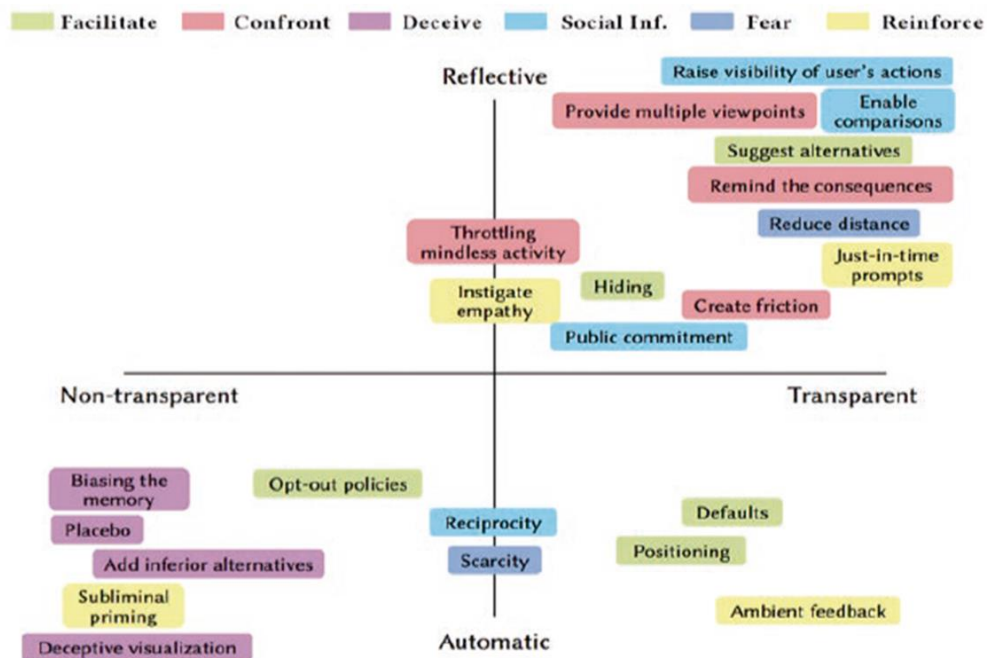 Facilitate Confront Deceive Social Inf. Fear Reinforce
Reflective
Raise visibility of user's actions
Provide multiple viewpoints
Enable
comparisons
Suggest alternatives
Remind the consequences
Reduce distance
Throttling
mindless activity
Just-in-time
prompts
Instigate
empathy
Hiding
Create friction
Public commitment
Non-transparent
Transparent
Biasing the
memory
Opt-out policies
Placebo
Reciprocity
Defaults
Add inferior alternatives
Scarcity
Positioning
Subliminal
priming
Ambient feedback
Deceptive visualization
Automatic